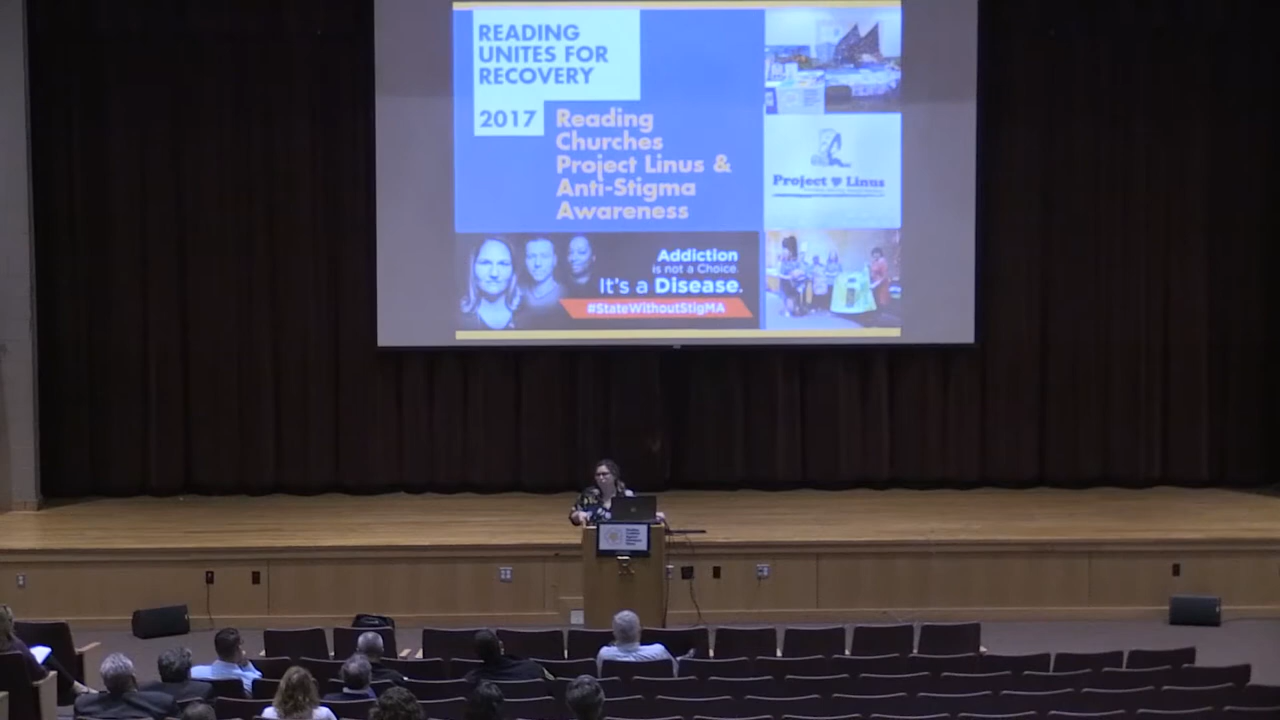 READING
UNITES FOR
RECOVERY
2017
Reading
Churches
Project Linus &
Anti-Stigma
Awareness
Project Linus
Addiction
is not a Choice.
It's a Disease.
#StateWithoutStigMA